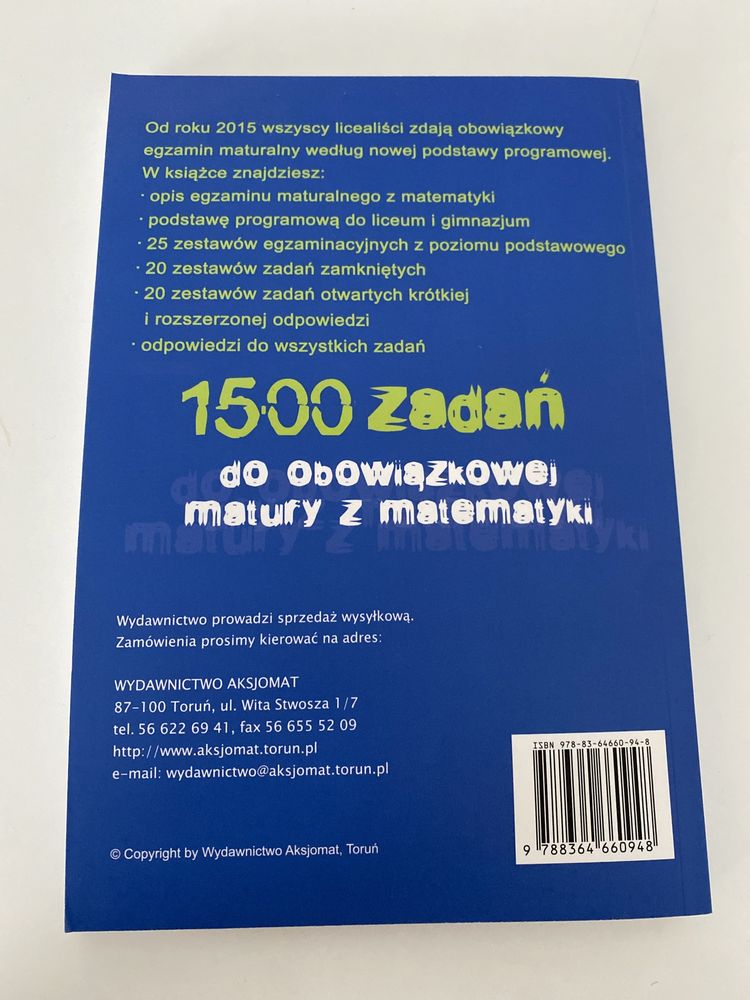 Od roku 2015 wszyscy licealiści zdają obowiązkowy
egzamin maturalny według nowej podstawy programowej.
W książce znajdziesz:
· opis egzaminu maturalnego z matematyki
· podstawę programową do liceum i gimnazjum
· 25 zestawów egzaminacyjnych z poziomu podstawowego
· 20 zestawów zadań zamkniętych
· 20 zestawów zadań otwartych krótkiej
i rozszerzonej odpowiedzi
· odpowiedzi do wszystkich zadań
1500 zadań
do obowiązkowej
matury z matematyki
do obowiązkowej
matury z matematyki
Wydawnictwo prowadzi sprzedaż wysyłkową.
Zamówienia prosimy kierować na adres:
WYDAWNICTWO AKSJOMAT
87-100 Toruń, ul. Wita Stwosza 1/7
tel. 56 622 69 41, fax 56 655 52 09
http://www.aksjomat.torun.pl
e-mail: wydawnictwo@aksjomat.torun.pl
© Copyright by Wydawnictwo Aksjomat, Toruń
ISBN 978-83-64660-94-8
9 788364 660948